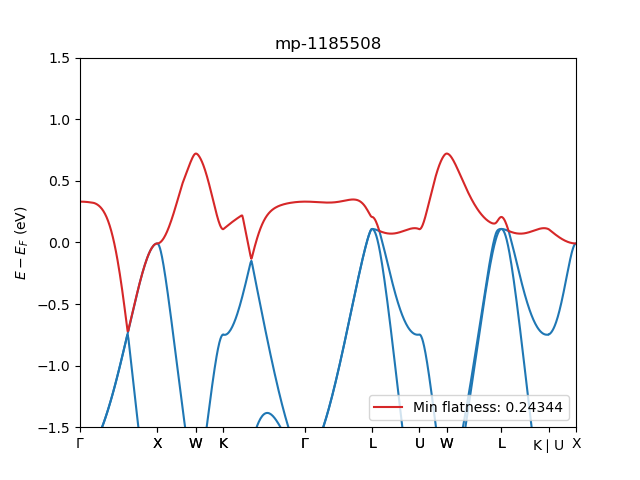 mp-1185508
E − E_F (eV)
1.5
1.0
0.5
0.0
−0.5
−1.0
−1.5
Min flatness: 0.24344
Γ X W K Γ L U W L K | U X